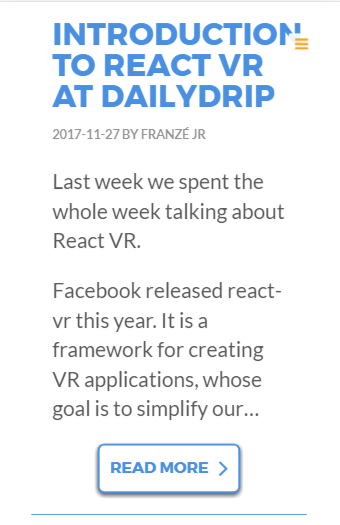 INTRODUCTION
TO REACT VR
AT DAILYDRIP
2017-11-27 BY FRANZÉ JR
Last week we spent the
whole week talking about
React VR.
Facebook released react-
vr this year. It is a
framework for creating
VR applications, whose
goal is to simplify our...
READ MORE